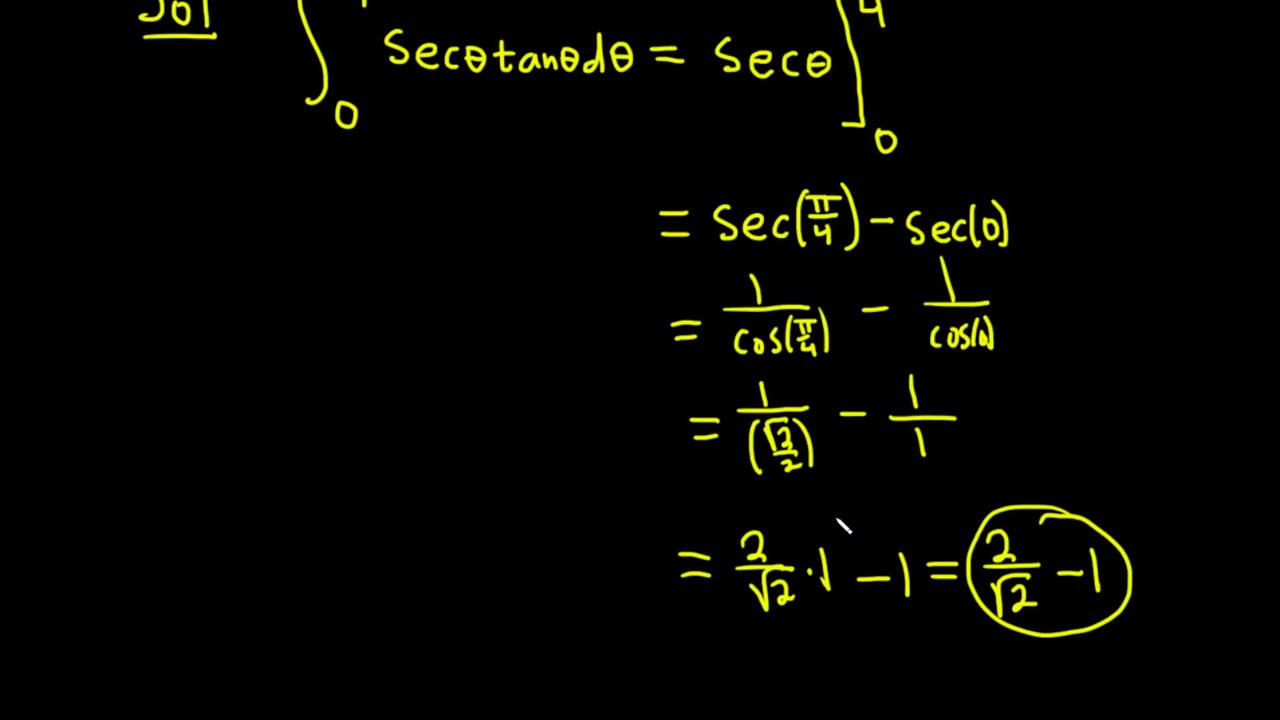 Sol ∫₀ secθtanθdθ = secθ]₀⁴
= sec(π/4) - sec(0)
= 1/cos(π/4) - 1/cos(0)
= 1/(√2/2) - 1/1
= 2/√2 · 1 - 1 = 2/√2 - 1